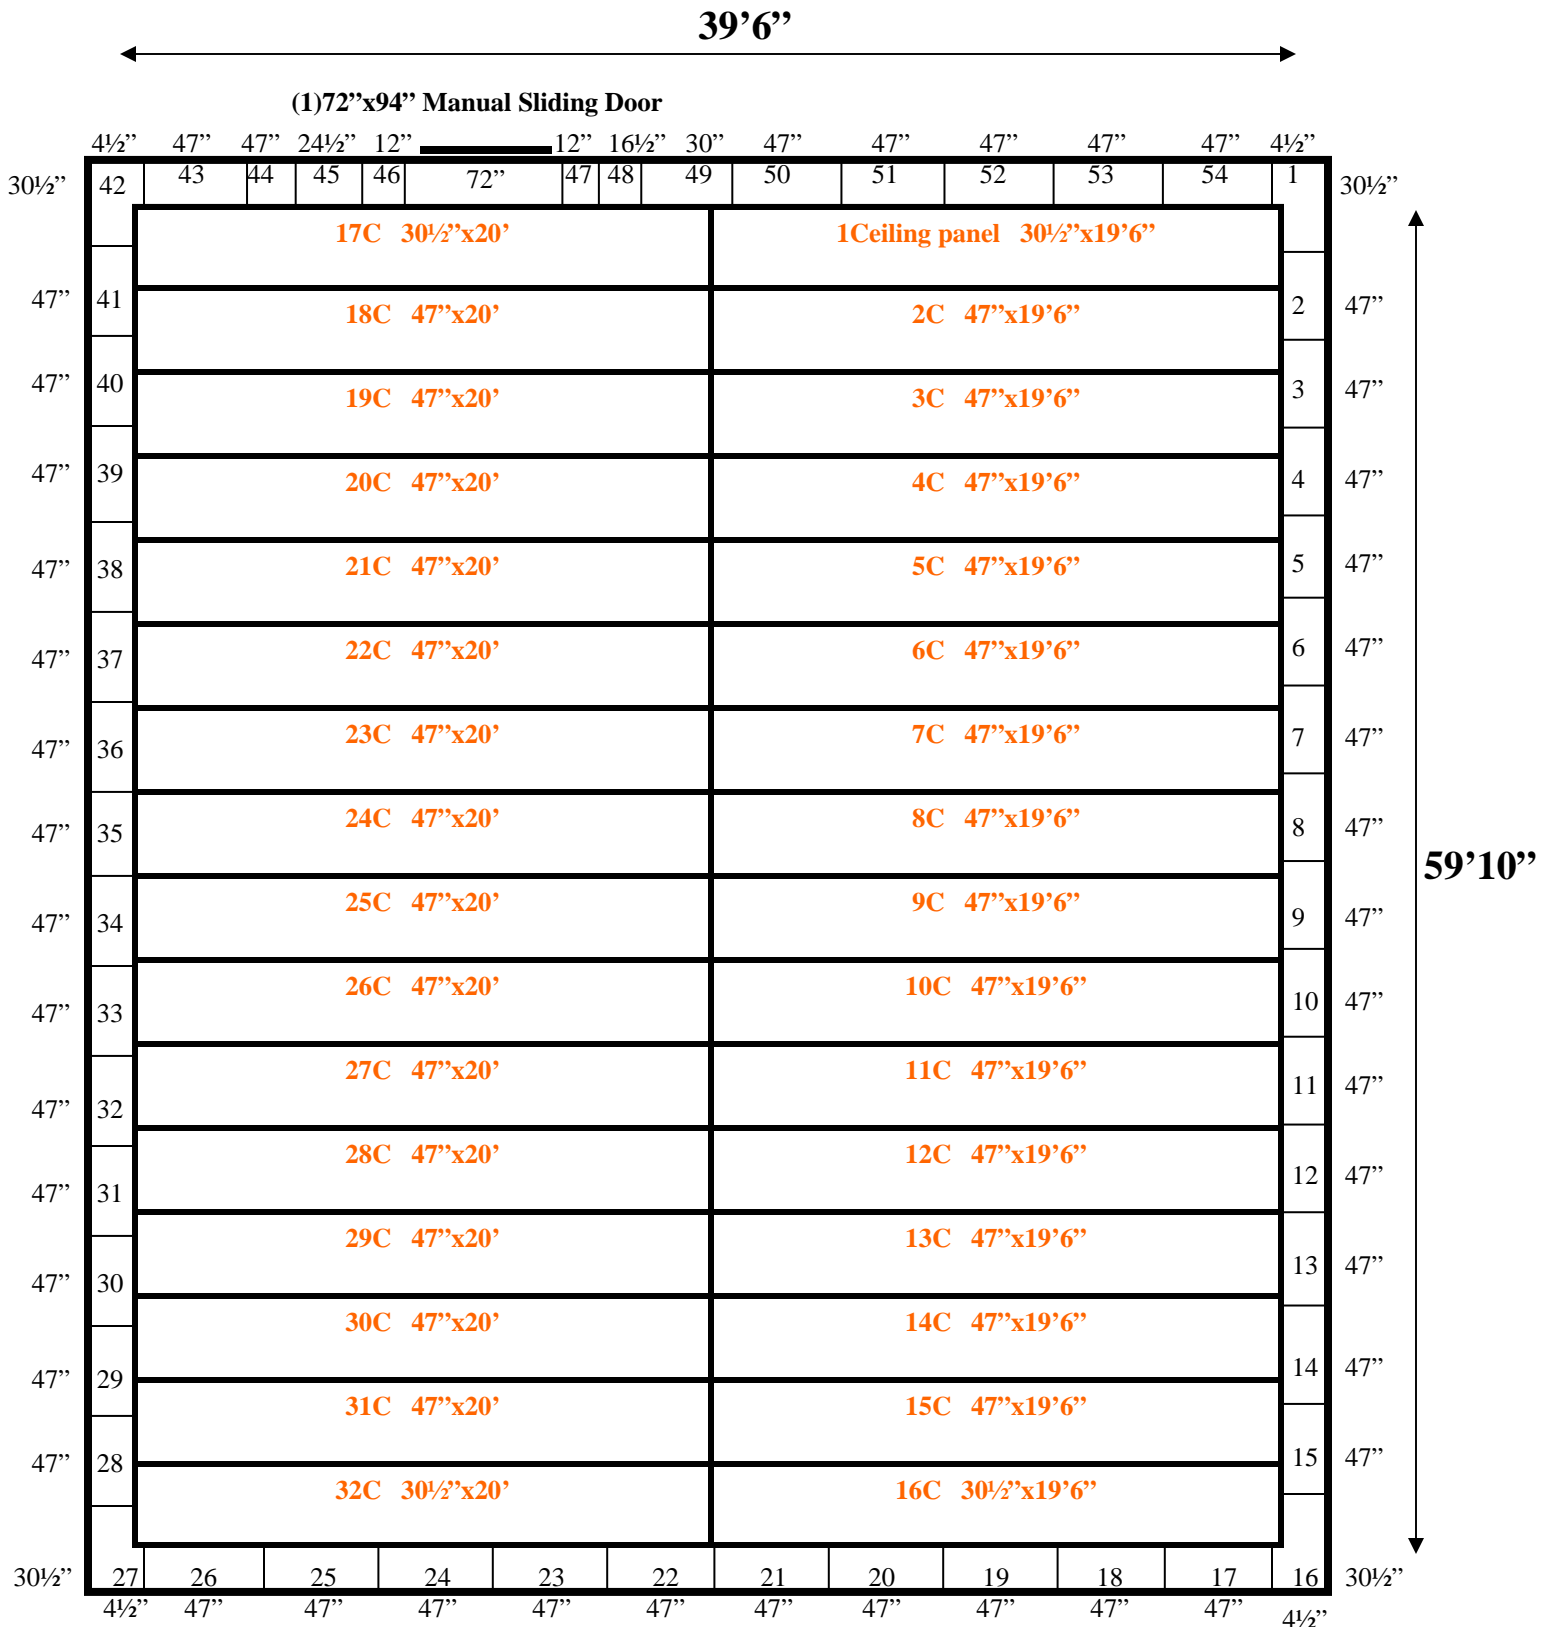 39’6”
(1)72”x94” Manual Sliding Door
4½” 47” 47” 24½” 12” 12” 16½” 30” 47” 47” 47” 47” 47” 4½”
30½” 42 43 44 45 46 72” 47 48 49 50 51 52 53 54 1 30½”
17C 30½”x20’ 1Ceiling panel 30½”x19’6”
47” 41 18C 47”x20’ 2C 47”x19’6” 2 47”
47” 40 19C 47”x20’ 3C 47”x19’6” 3 47”
47” 39 20C 47”x20’ 4C 47”x19’6” 4 47”
47” 38 21C 47”x20’ 5C 47”x19’6” 5 47”
47” 37 22C 47”x20’ 6C 47”x19’6” 6 47”
47” 36 23C 47”x20’ 7C 47”x19’6” 7 47”
47” 35 24C 47”x20’ 8C 47”x19’6” 8 47”
59’10”
47” 34 25C 47”x20’ 9C 47”x19’6” 9 47”
47” 33 26C 47”x20’ 10C 47”x19’6” 10 47”
47” 32 27C 47”x20’ 11C 47”x19’6” 11 47”
47” 31 28C 47”x20’ 12C 47”x19’6” 12 47”
47” 30 29C 47”x20’ 13C 47”x19’6” 13 47”
30C 47”x20’ 14C 47”x19’6”
47” 29 31C 47”x20’ 15C 47”x19’6” 14 47”
47” 28 32C 30½”x20’ 16C 30½”x19’6” 15 47”
30½” 27 26 25 24 23 22 21 20 19 18 17 16 30½”
4½” 47” 47” 47” 47” 47” 47” 47” 47” 47” 47” 4½”